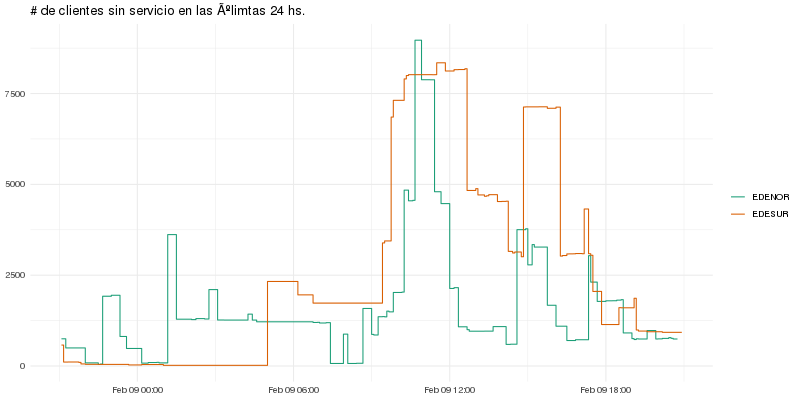 # de clientes sin servicio en las Ãºlimtas 24 hs.
7500
5000
2500
0
Feb 09 00:00
Feb 09 06:00
Feb 09 12:00
Feb 09 18:00
EDENOR
EDESUR